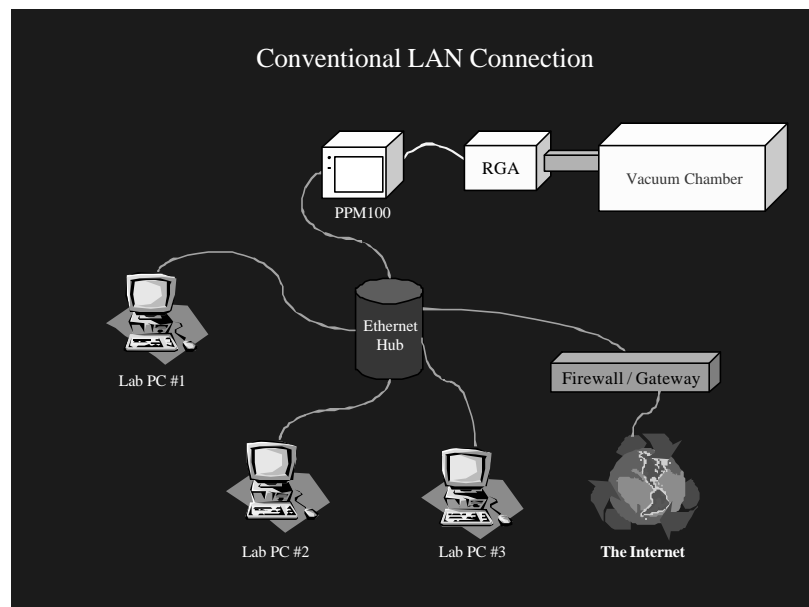 Conventional LAN Connection
RGA
Vacuum Chamber
PPM100
Ethernet
Hub
Firewall / Gateway
Lab PC #1
Lab PC #2
Lab PC #3
The Internet